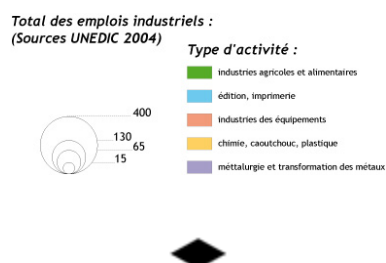 Total des emplois industriels :
(Sources UNEDIC 2004)
Type d'activité :
industries agricoles et alimentaires
édition, imprimerie
industries des équipements
chimie, caoutchouc, plastique
méttalurgie et transformation des métaux
400
130
65
15